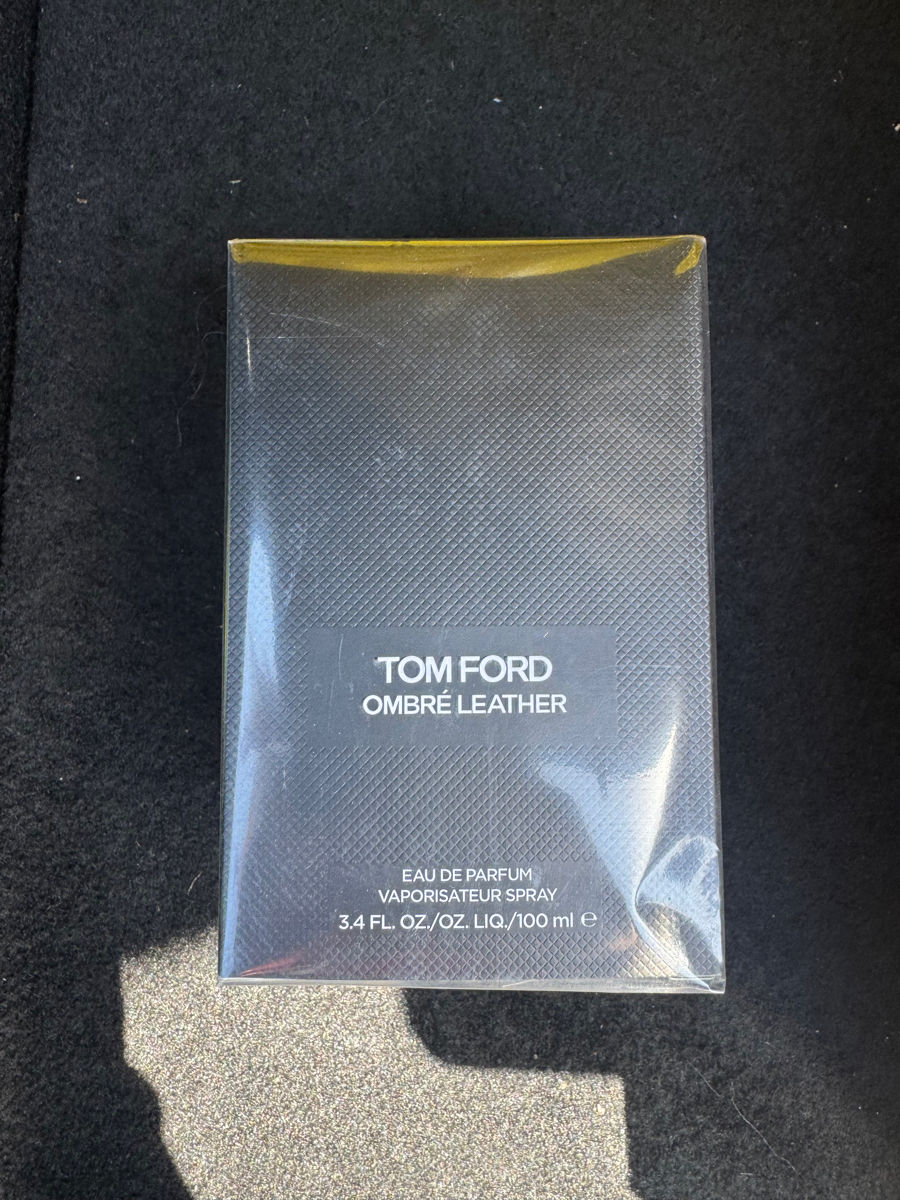 TOM FORD
OMBRÉ LEATHER
EAU DE PARFUM
VAPORISATEUR SPRAY
3.4 FL. OZ./OZ. LIQ./100 ml ℮